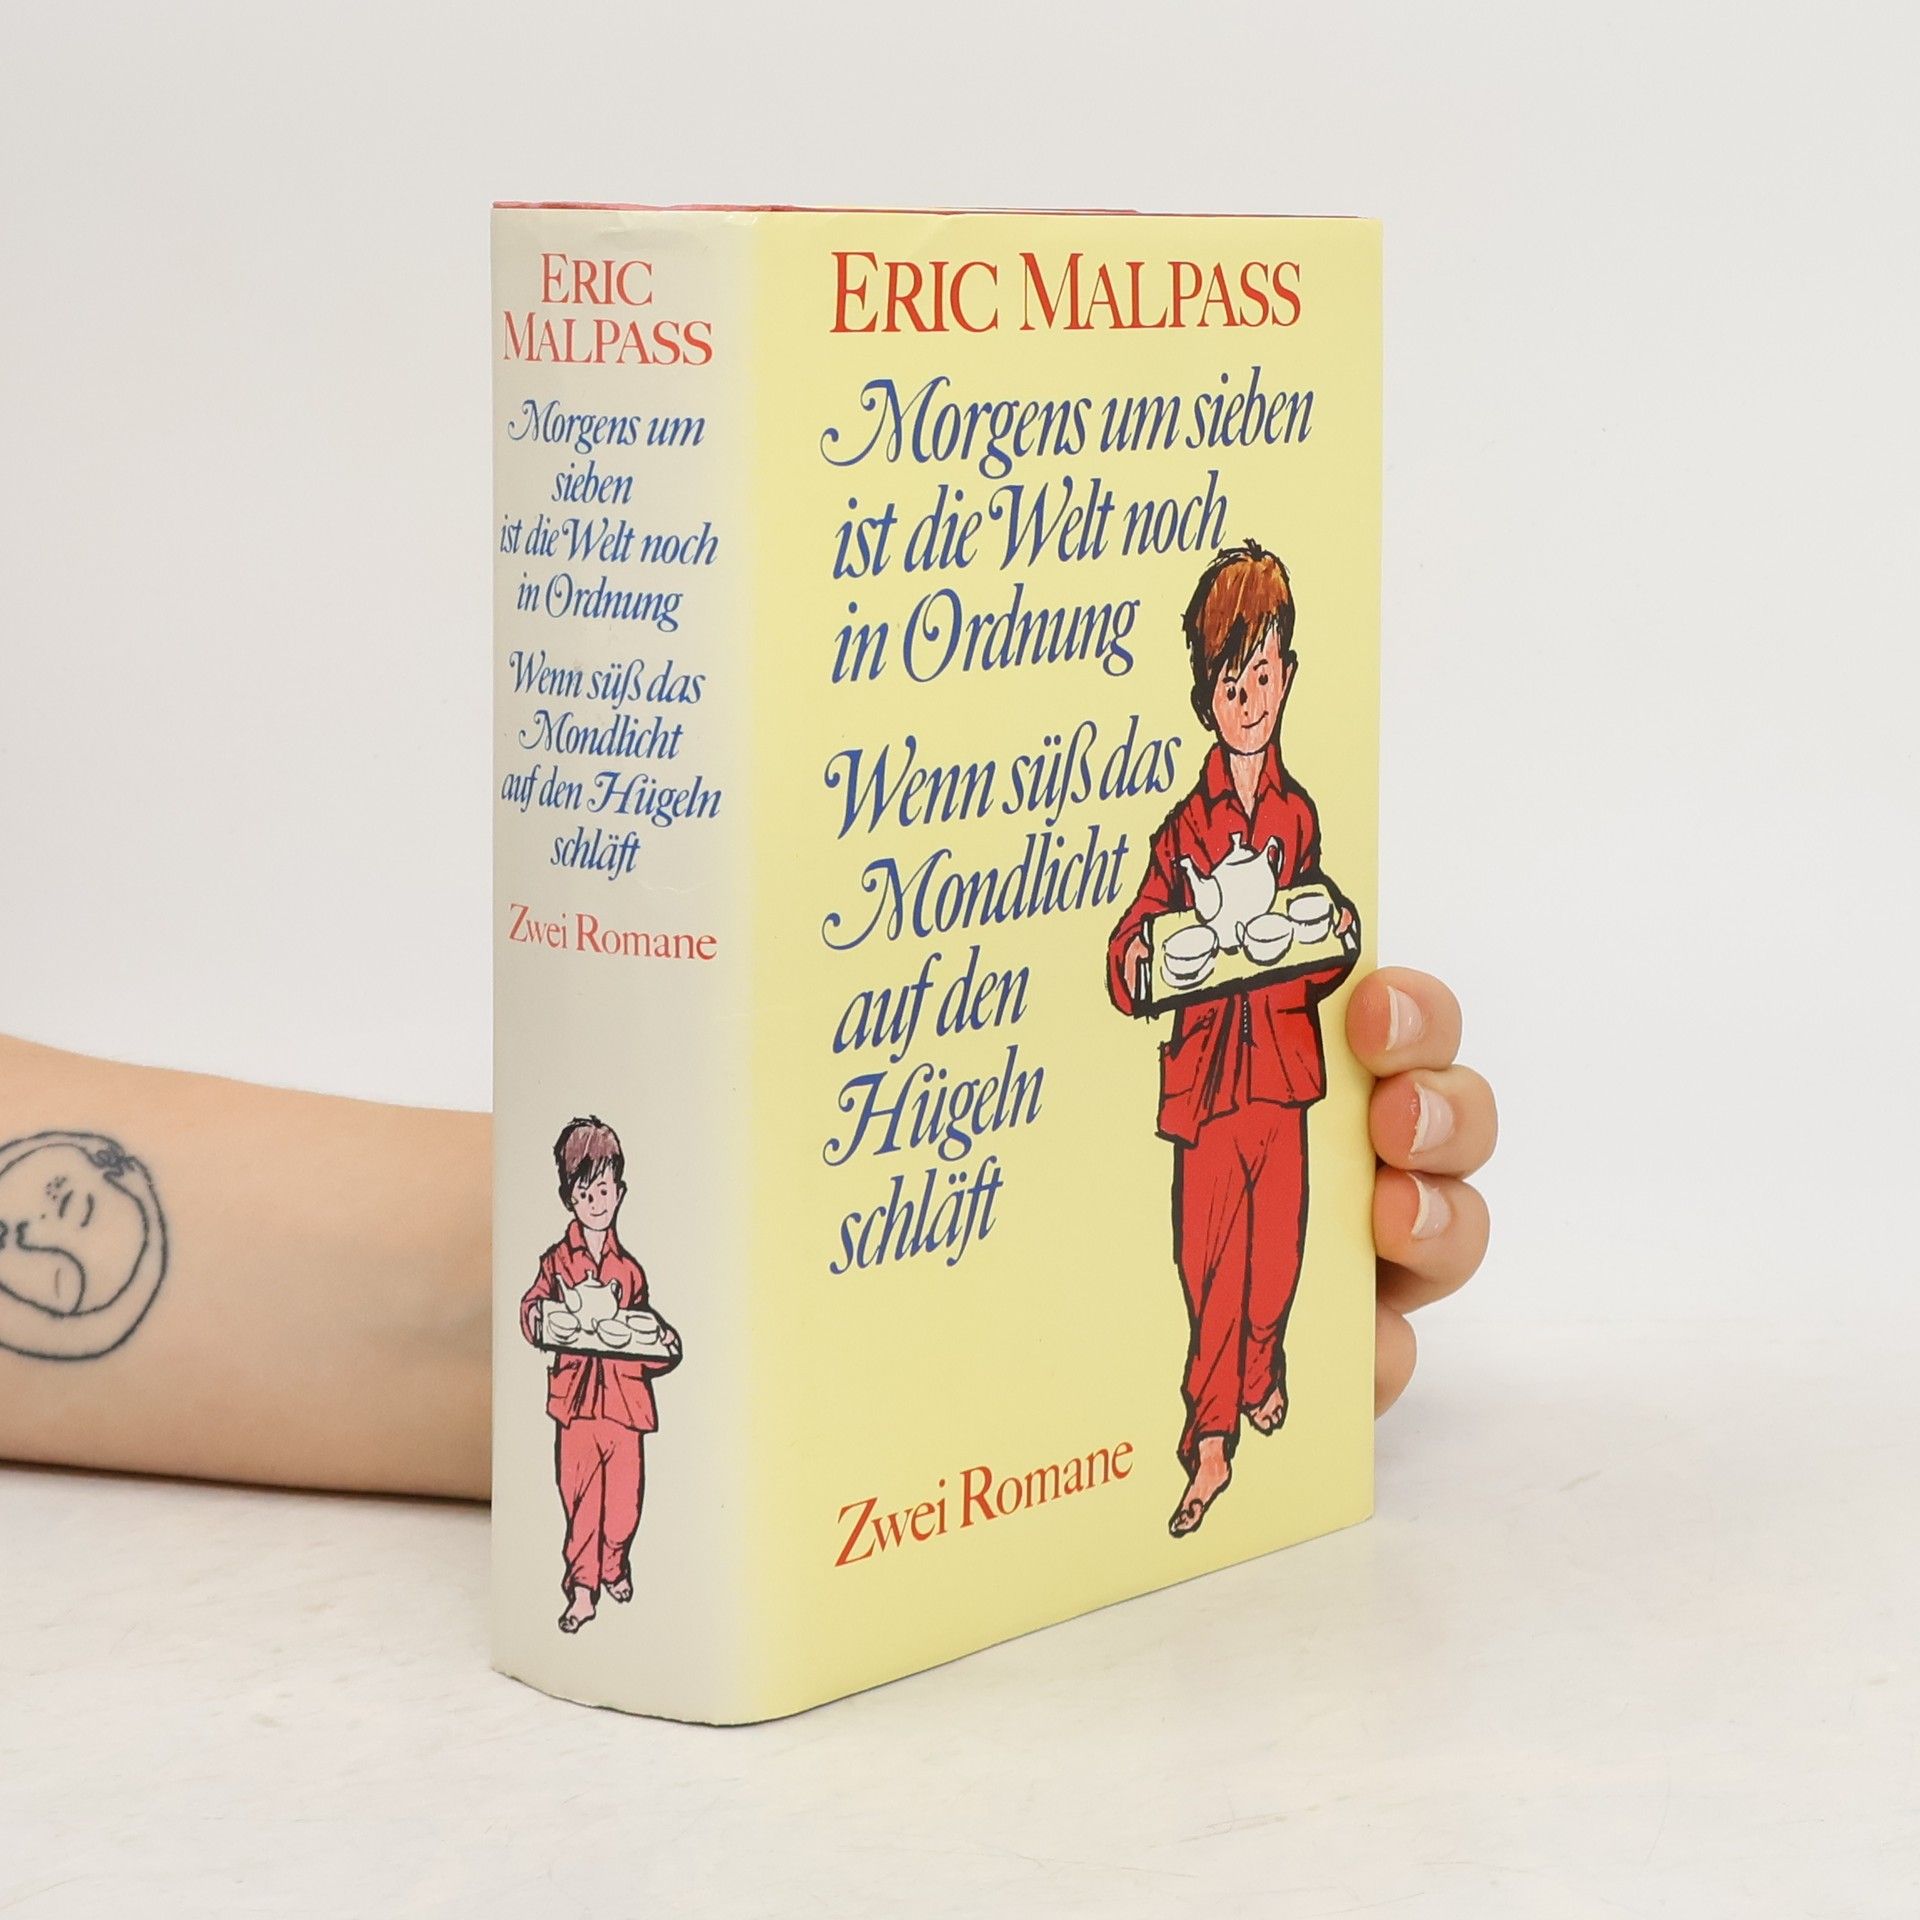 ERIC
MALPASS
Morgens um
sieben
ist die Welt noch
in Ordnung
Wenn süß das
Mondlicht
auf den Hügeln
schläft
Zwei Romane
ERIC MALPASS
Morgens um sieben
ist die Welt noch
in Ordnung
Wenn süß das
Mondlicht
auf den
Hügeln
schläft
Zwei Romane